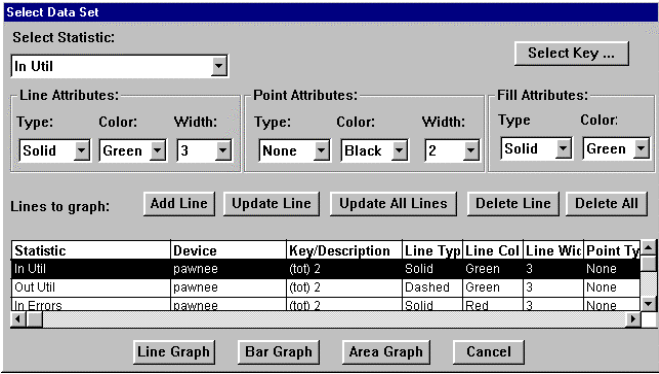 Select Data Set
Select Statistic:
In Util
Select Key ...
Line Attributes: Point Attributes: Fill Attributes:
Type: Color: Width: Type: Color: Width: Type Color:
Solid Green 3 None Black 2 Solid Green
Lines to graph: Add Line Update Line Update All Lines Delete Line Delete All
Statistic Device Key/Description Line Typ Line Col Line Wic Point Ty
In Util pawnee (tot) 2 Solid Green 3 None
Out Util pawnee (tot) 2 Dashed Green 3 None
In Errors pawnee (tot) 2 Solid Red 3 None
Line Graph Bar Graph Area Graph Cancel